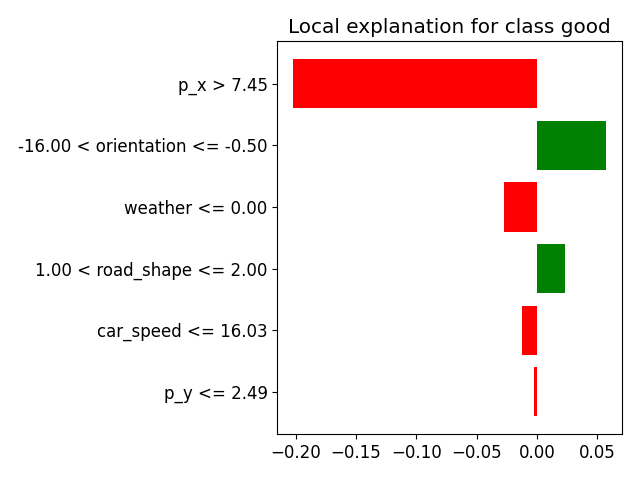 Local explanation for class good
p_x > 7.45
-16.00 < orientation <= -0.50
weather <= 0.00
1.00 < road_shape <= 2.00
car_speed <= 16.03
p_y <= 2.49
−0.20 −0.15 −0.10 −0.05 0.00 0.05